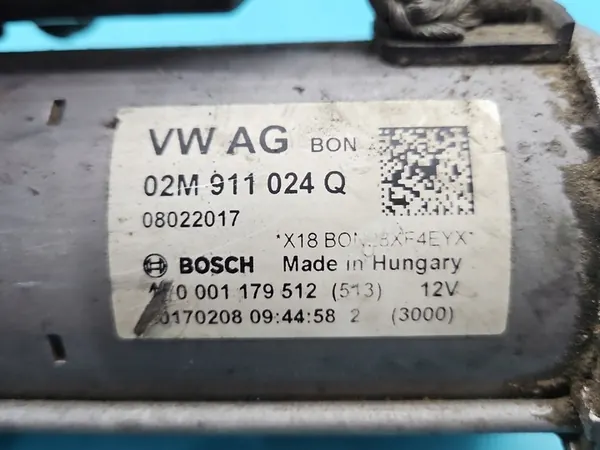 VW AG BON
02M 911 024 Q
08022017
BOSCH Made in Hungary
0 001 179 512 (513) 12V
0170208 09:44:58 2 (3000)